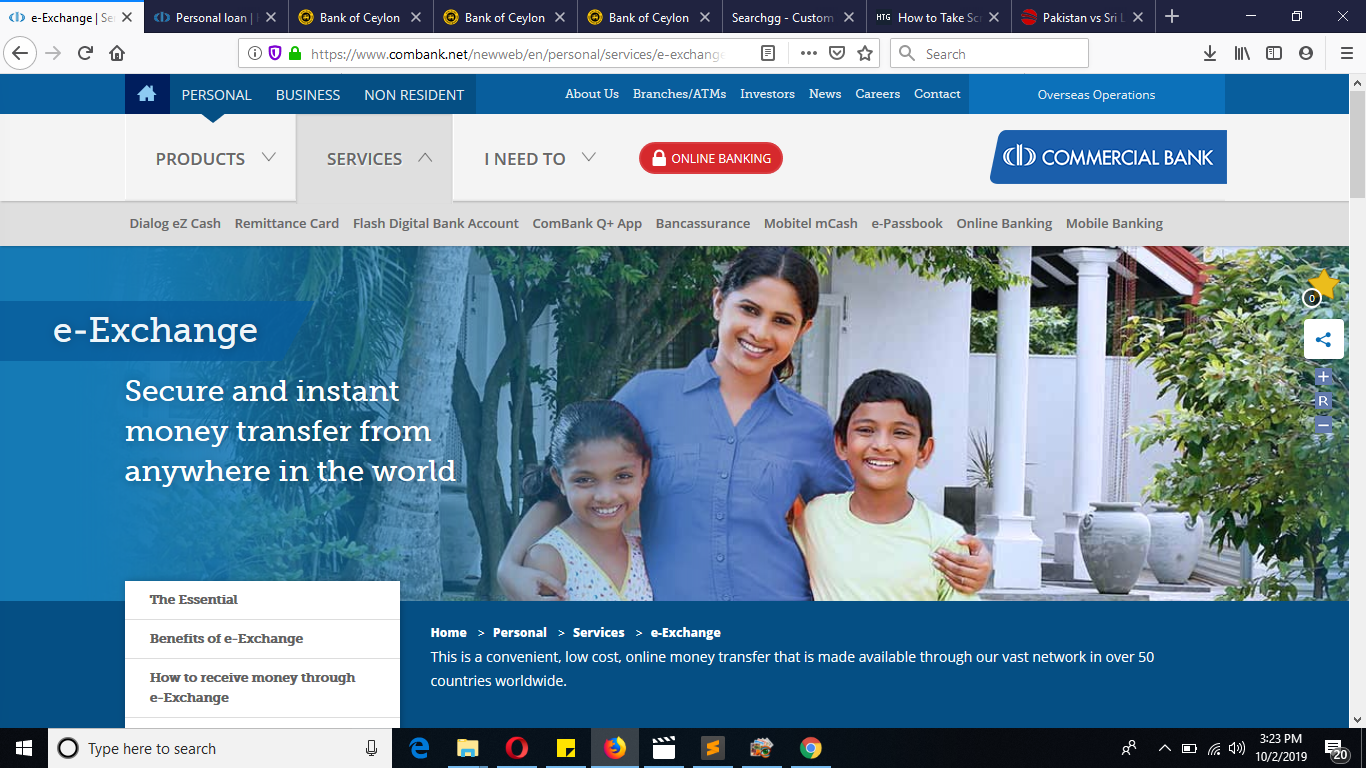 e-Exchange | Se
Personal loan |
Bank of Ceylon
Bank of Ceylon
Bank of Ceylon
Searchgg - Custom
HTG How to Take Sc
Pakistan vs Sri L
https://www.combank.net/newweb/en/personal/services/e-exchange
Search
PERSONAL BUSINESS NON RESIDENT
About Us Branches/ATMs Investors News Careers Contact
Overseas Operations
PRODUCTS SERVICES I NEED TO
ONLINE BANKING
COMMERCIAL BANK
Dialog eZ Cash Remittance Card Flash Digital Bank Account ComBank Q+ App Bancassurance Mobitel mCash e-Passbook Online Banking Mobile Banking
e-Exchange
Secure and instant
money transfer from
anywhere in the world
0
+
R
−
The Essential
Benefits of e-Exchange
How to receive money through
e-Exchange
Home > Personal > Services > e-Exchange
This is a convenient, low cost, online money transfer that is made available through our vast network in over 50
countries worldwide.
Type here to search
3:23 PM
10/2/2019
20